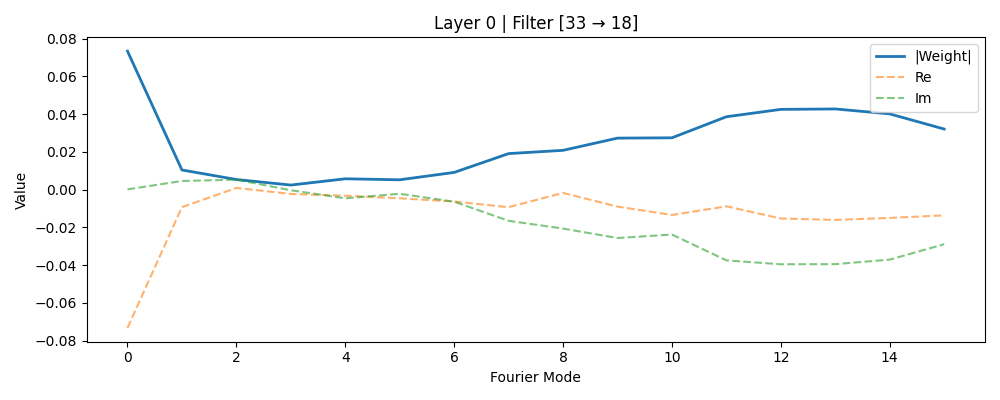 Layer 0 | Filter [33 → 18]
0.08
0.06
0.04
0.02
0.00
−0.02
−0.04
−0.06
−0.08
Value
|Weight|
Re
Im
0 2 4 6 8 10 12 14
Fourier Mode